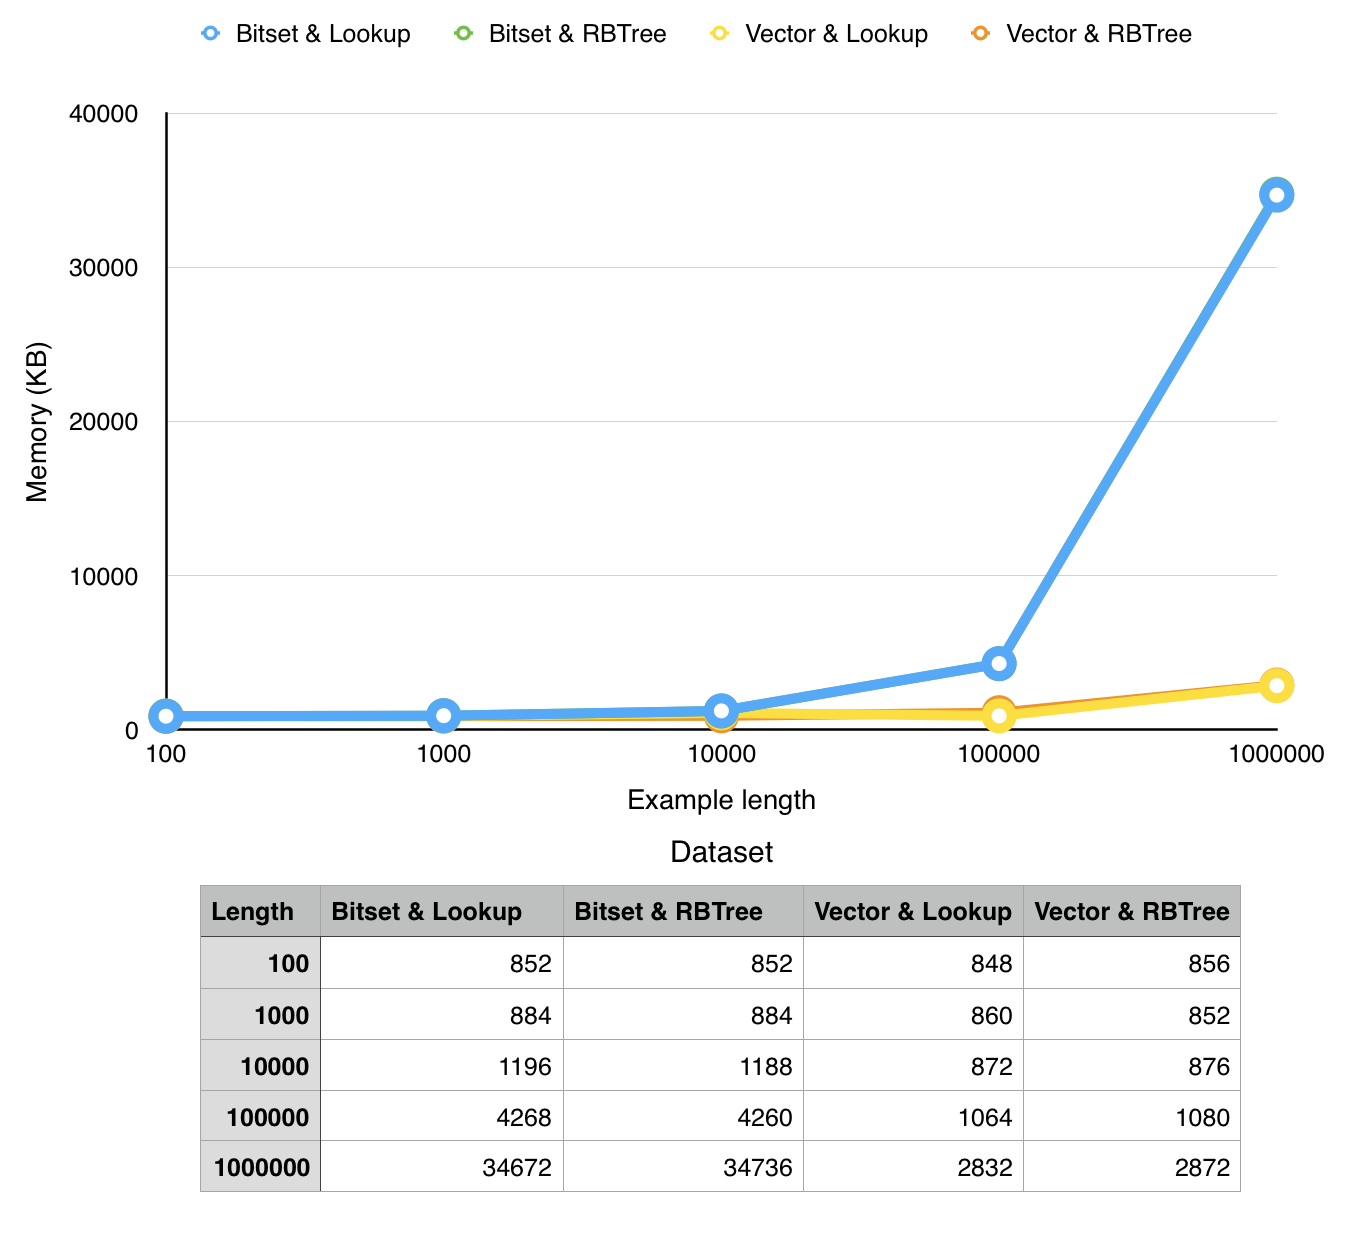 Bitset & Lookup Bitset & RBTree Vector & Lookup Vector & RBTree
40000
30000
20000
10000
0
Memory (KB)
100 1000 10000 100000 1000000
Example length
Dataset
Length Bitset & Lookup Bitset & RBTree Vector & Lookup Vector & RBTree
100 852 852 848 856
1000 884 884 860 852
10000 1196 1188 872 876
100000 4268 4260 1064 1080
1000000 34672 34736 2832 2872